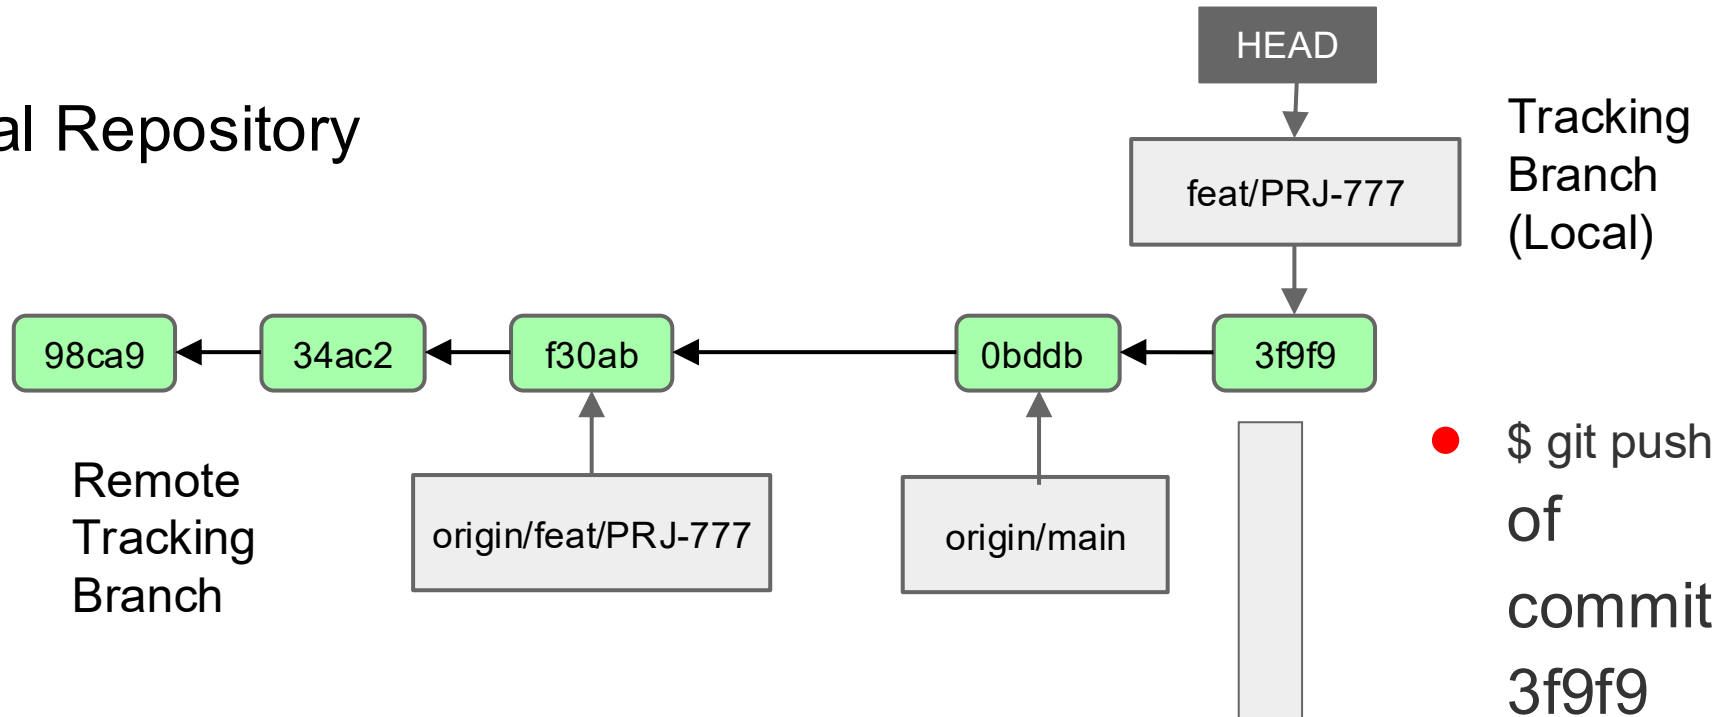 HEAD
al Repository
Tracking
Branch
(Local)
feat/PRJ-777
98ca9
34ac2
f30ab
0bddb
3f9f9
Remote
Tracking
Branch
origin/feat/PRJ-777
origin/main
● $ git push
of
commit
3f9f9